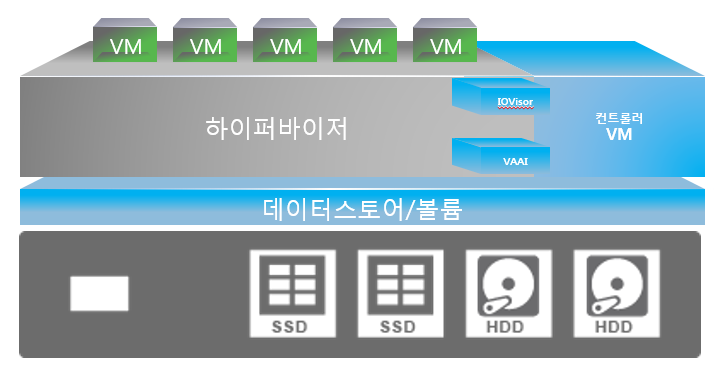 VM VM VM VM VM
IOVisor
하이퍼바이저
컨트롤러
VM
VAAI
데이터스토어/볼륨
SSD SSD HDD HDD